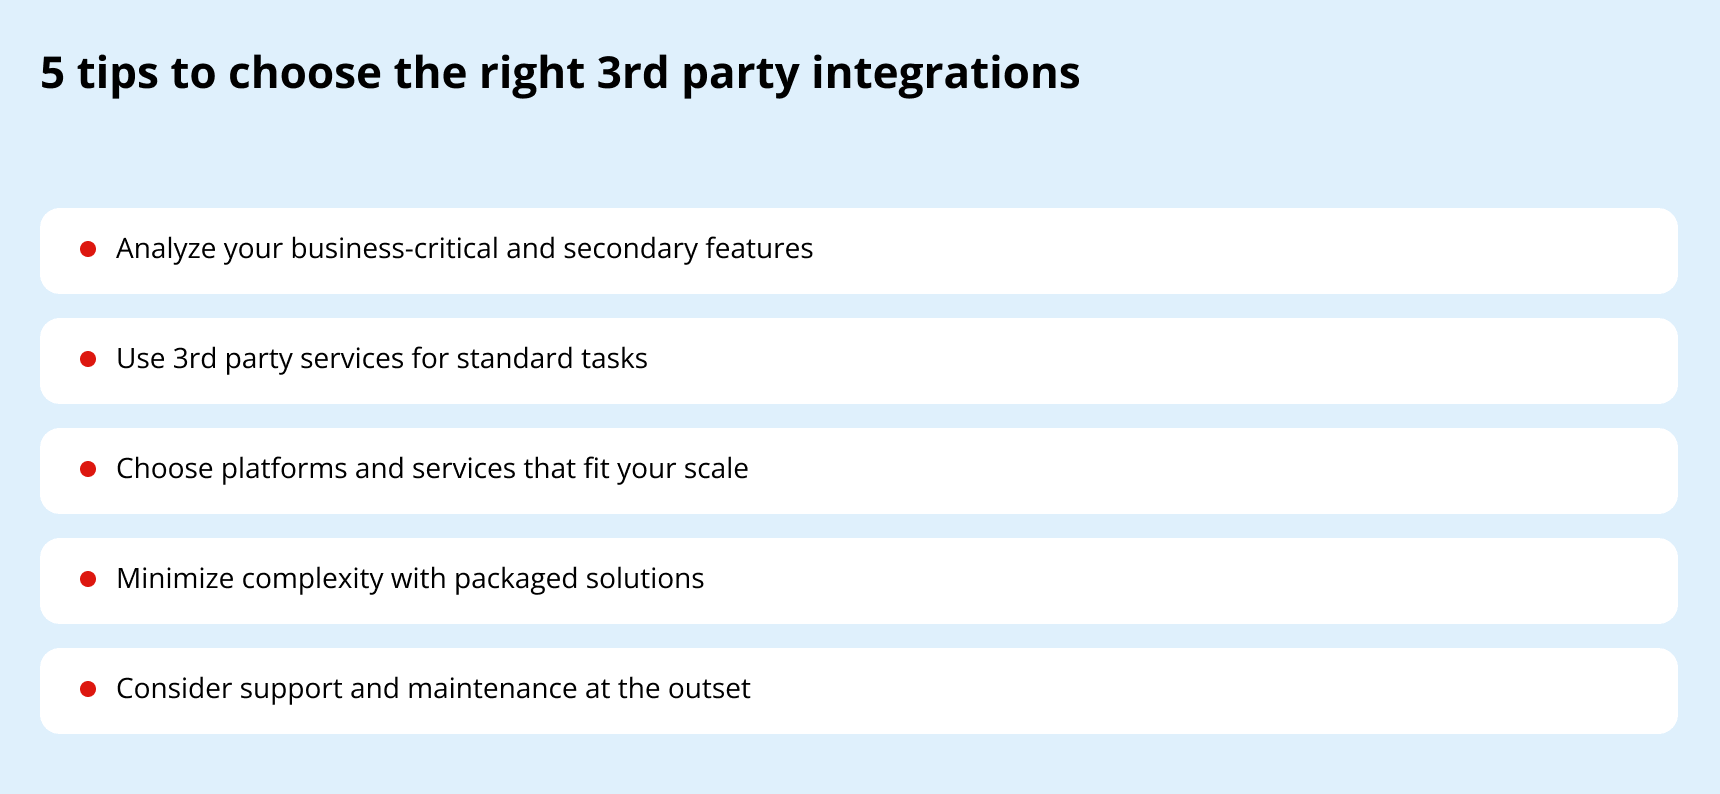 5 tips to choose the right 3rd party integrations
Analyze your business-critical and secondary features
Use 3rd party services for standard tasks
Choose platforms and services that fit your scale
Minimize complexity with packaged solutions
Consider support and maintenance at the outset